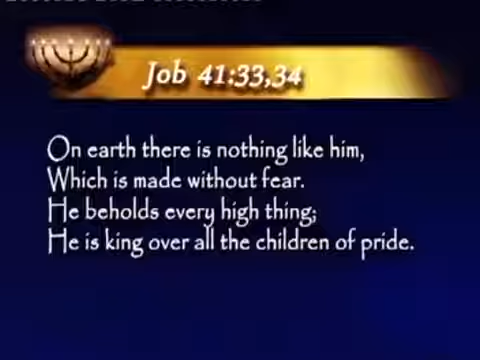 Job 41:33,34
On earth there is nothing like him,
Which is made without fear.
He beholds every high thing;
He is king over all the children of pride.